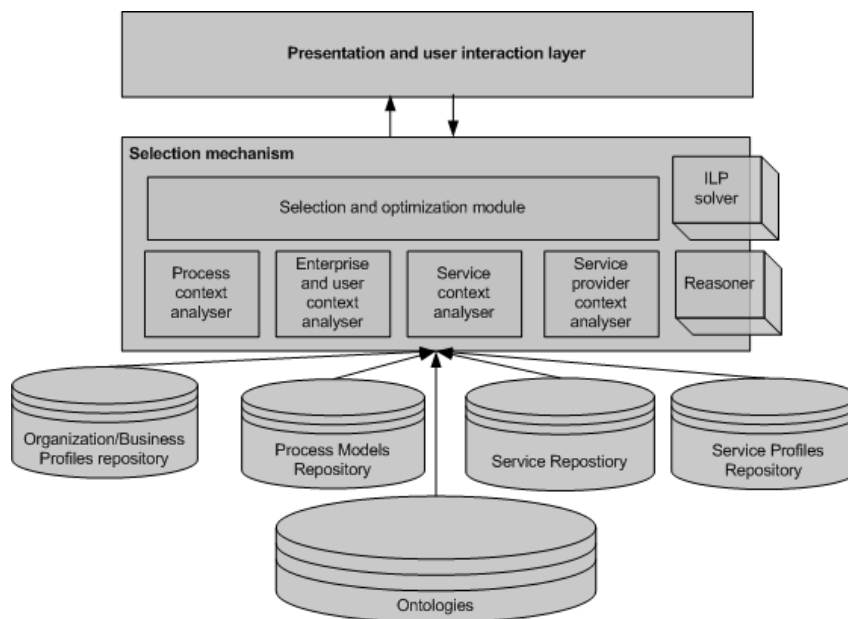 Presentation and user interaction layer
Selection mechanism
ILP
solver
Selection and optimization module
Process
context
analyser
Enterprise
and user
context
analyser
Service
context
analyser
Service
provider
context
analyser
Reasoner
Organization/Business
Profiles repository
Process Models
Repository
Service Repostiory
Service Profiles
Repository
Ontologies